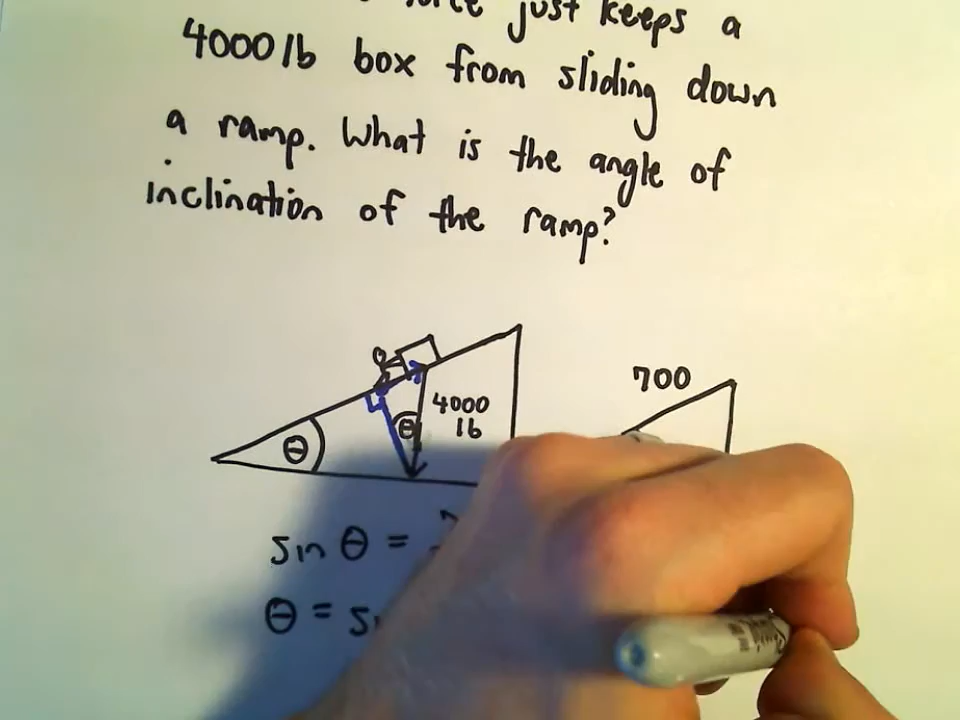 just keeps a
4000 lb box from sliding down
a ramp. What is the angle of
inclination of the ramp?
700
4000
lb
θ
θ
sin θ =
θ =